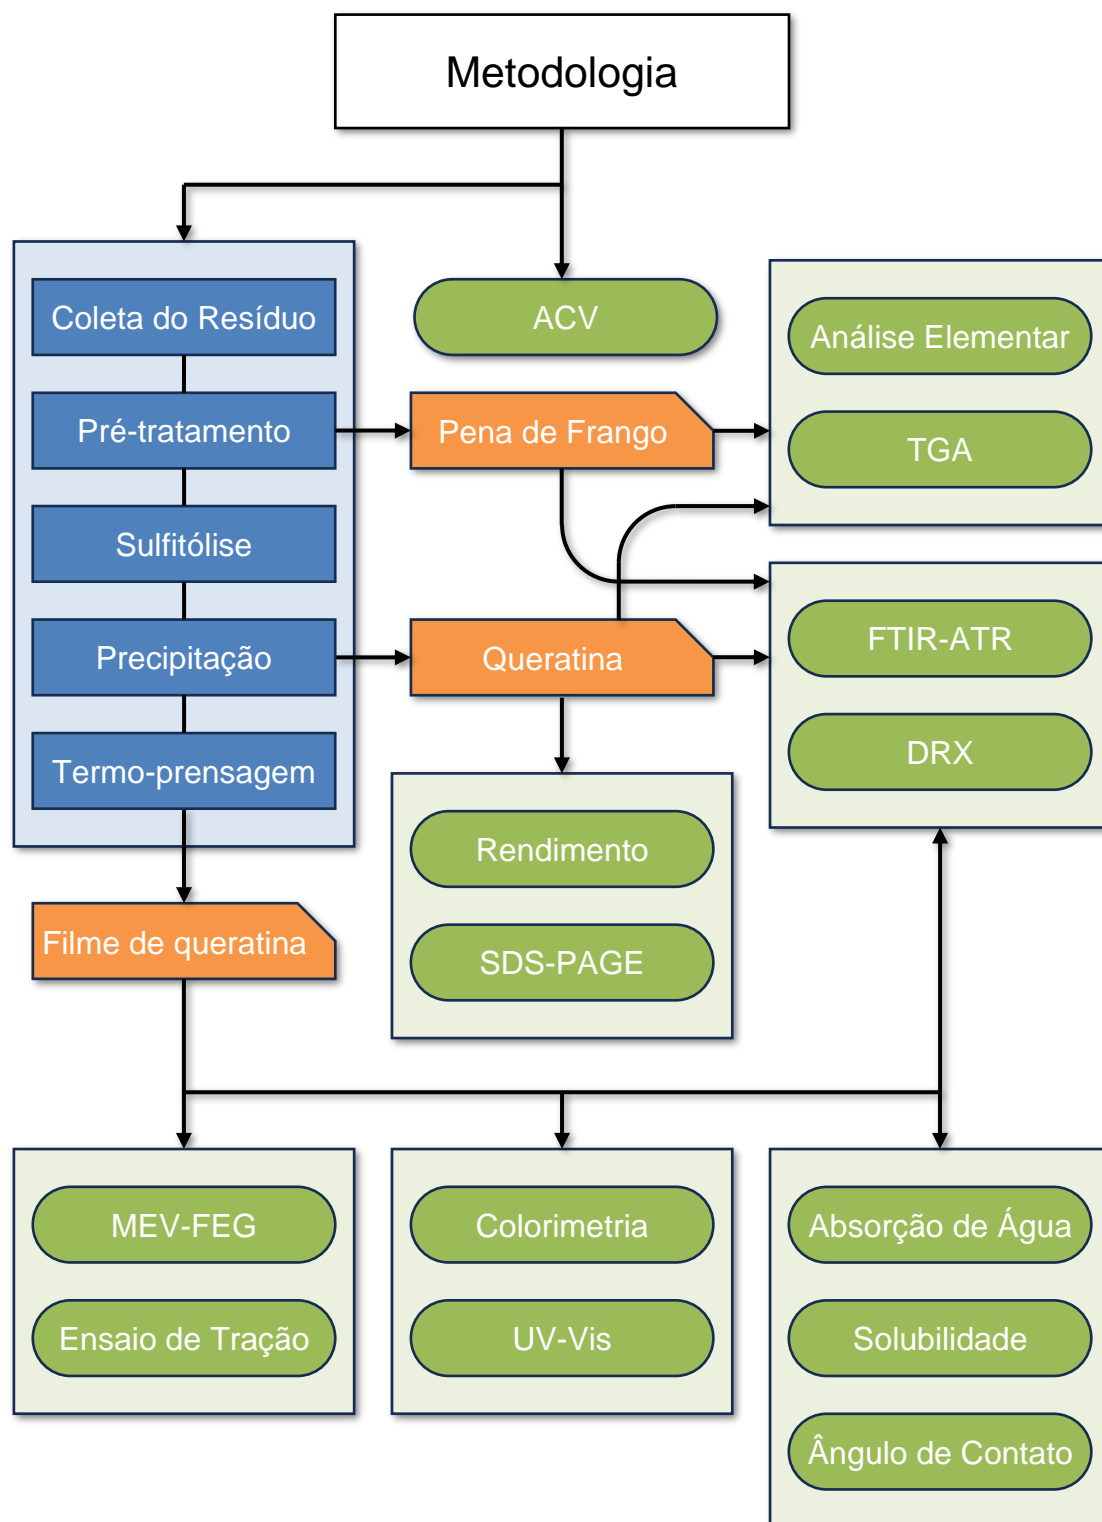 Metodologia
Coleta do Resíduo
ACV
Análise Elementar
Pré-tratamento
Pena de Frango
TGA
Sulfitólise
FTIR-ATR
Precipitação
Queratina
DRX
Termo-prensagem
Rendimento
Filme de queratina
SDS-PAGE
MEV-FEG
Colorimetria
Absorção de Água
Ensaio de Tração
UV-Vis
Solubilidade
Ângulo de Contato